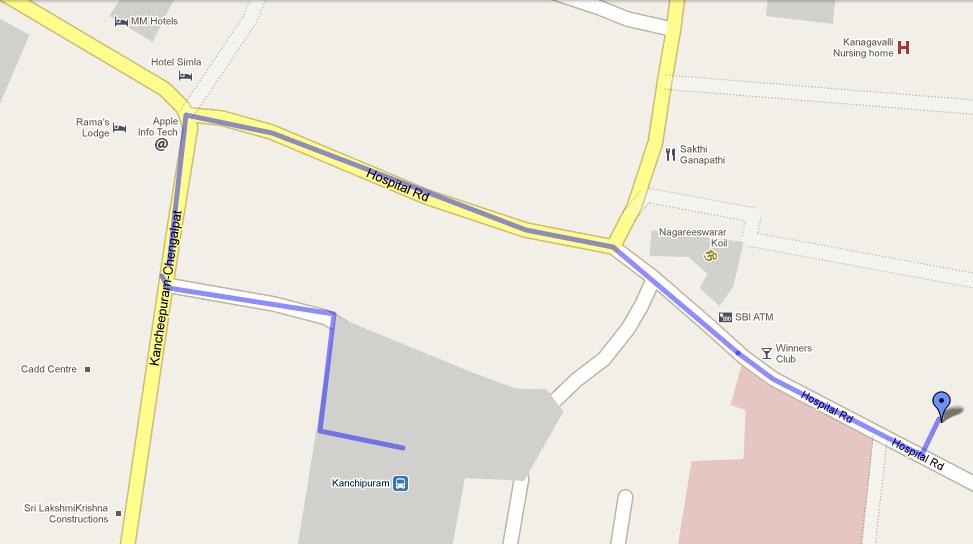 MM Hotels
Kanagavalli
Nursing home
H
Hotel Simla
Rama's
Lodge
Apple
Info Tech
@
Sakthi
Ganapathi
Hospital Rd
Kancheepuram-Chengalpat
Nagareeswarar
Koil
ॐ
SBI ATM
Winners
Club
Cadd Centre
Hospital Rd
Hospital Rd
Kanchipuram
Sri LakshmiKrishna
Constructions